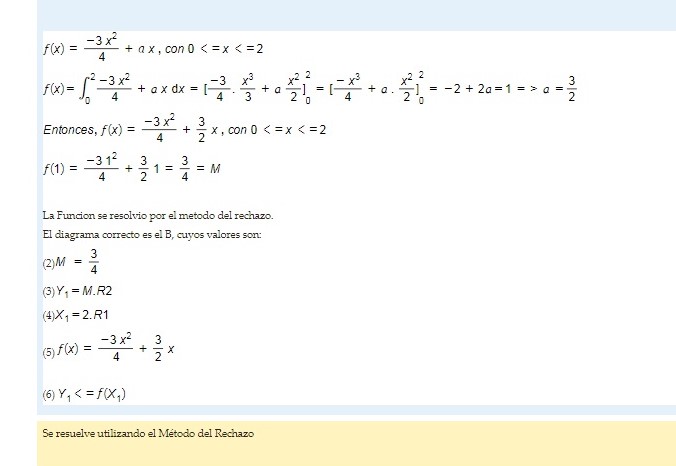 f(x) = \frac{-3 x^2}{4} + a x , con 0 < = x < = 2
f(x)= \int_0^2 \frac{-3 x^2}{4} + a x dx = [\frac{-3}{4} . \frac{x^3}{3} + a \frac{x^2}{2}]_0^2 = [\frac{- x^3}{4} + a . \frac{x^2}{2}]_0^2 = -2 + 2a = 1 = > a = \frac{3}{2}
Entonces, f(x) = \frac{-3 x^2}{4} + \frac{3}{2} x , con 0 < = x < = 2
f(1) = \frac{-3 1^2}{4} + \frac{3}{2} 1 = \frac{3}{4} = M
La Funcion se resolvio por el metodo del rechazo.
El diagrama correcto es el B, cuyos valores son:
(2)M = \frac{3}{4}
(3)Y_1 = M.R2
(4)X_1 = 2.R1
(5) f(x) = \frac{-3 x^2}{4} + \frac{3}{2} x
(6) Y_1 < = f(X_1)
Se resuelve utilizando el Método del Rechazo